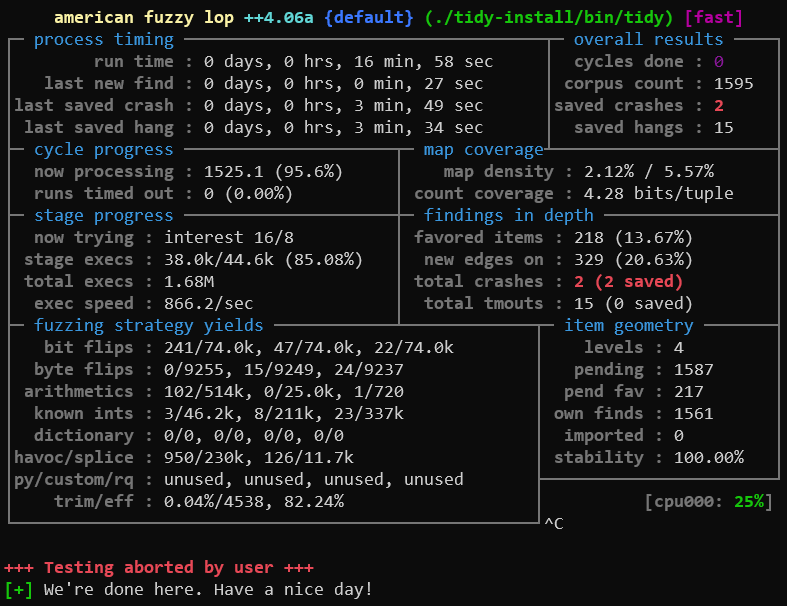 american fuzzy lop ++4.06a {default} (./tidy-install/bin/tidy) [fast]
process timing overall results
run time : 0 days, 0 hrs, 16 min, 58 sec cycles done : 0
last new find : 0 days, 0 hrs, 0 min, 27 sec corpus count : 1595
last saved crash : 0 days, 0 hrs, 3 min, 49 sec saved crashes : 2
last saved hang : 0 days, 0 hrs, 3 min, 34 sec saved hangs : 15
cycle progress map coverage
now processing : 1525.1 (95.6%) map density : 2.12% / 5.57%
runs timed out : 0 (0.00%) count coverage : 4.28 bits/tuple
stage progress findings in depth
now trying : interest 16/8 favored items : 218 (13.67%)
stage execs : 38.0k/44.6k (85.08%) new edges on : 329 (20.63%)
total execs : 1.68M total crashes : 2 (2 saved)
exec speed : 866.2/sec total tmouts : 15 (0 saved)
fuzzing strategy yields item geometry
bit flips : 241/74.0k, 47/74.0k, 22/74.0k levels : 4
byte flips : 0/9255, 15/9249, 24/9237 pending : 1587
arithmetics : 102/514k, 0/25.0k, 1/720 pend fav : 217
known ints : 3/46.2k, 8/211k, 23/337k own finds : 1561
dictionary : 0/0, 0/0, 0/0, 0/0 imported : 0
havoc/splice : 950/230k, 126/11.7k stability : 100.00%
py/custom/rq : unused, unused, unused, unused
trim/eff : 0.04%/4538, 82.24% [cpu000: 25%]
^C
+++ Testing aborted by user +++
[+] We're done here. Have a nice day!